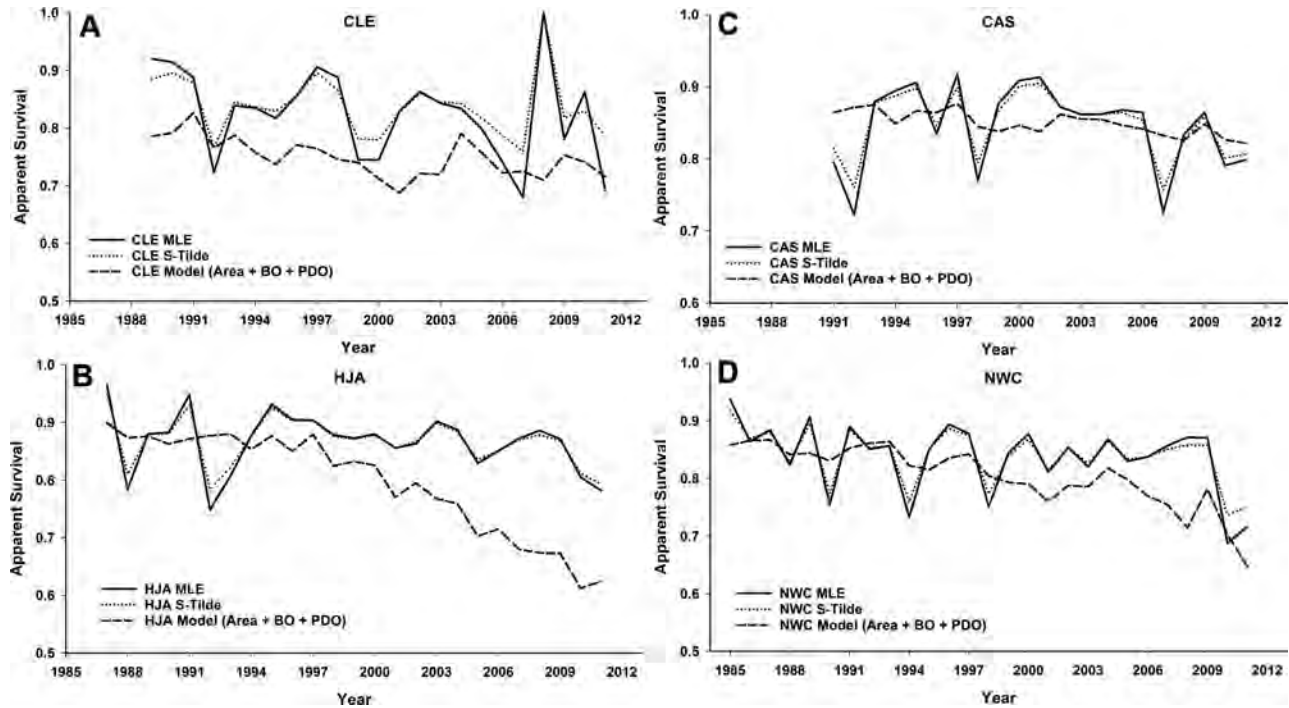 A
CLE
1.0
0.9
0.8
0.7
0.6
0.5
Apparent Survival
CLE MLE
CLE S-Tilde
CLE Model (Area + BO + PDO)
1985 1988 1991 1994 1997 2000 2003 2006 2009 2012
Year
C
CAS
1.0
0.9
0.8
0.7
0.6
Apparent Survival
CAS MLE
CAS S-Tilde
CAS Model (Area + BO + PDO)
1985 1988 1991 1994 1997 2000 2003 2006 2009 2012
Year
B
HJA
1.0
0.9
0.8
0.7
0.6
0.5
Apparent Survival
HJA MLE
HJA S-Tilde
HJA Model (Area + BO + PDO)
1985 1988 1991 1994 1997 2000 2003 2006 2009 2012
Year
D
NWC
1.0
0.9
0.8
0.7
0.6
0.5
Apparent Survival
NWC MLE
NWC S-Tilde
NWC Model (Area + BO + PDO)
1985 1988 1991 1994 1997 2000 2003 2006 2009 2012
Year